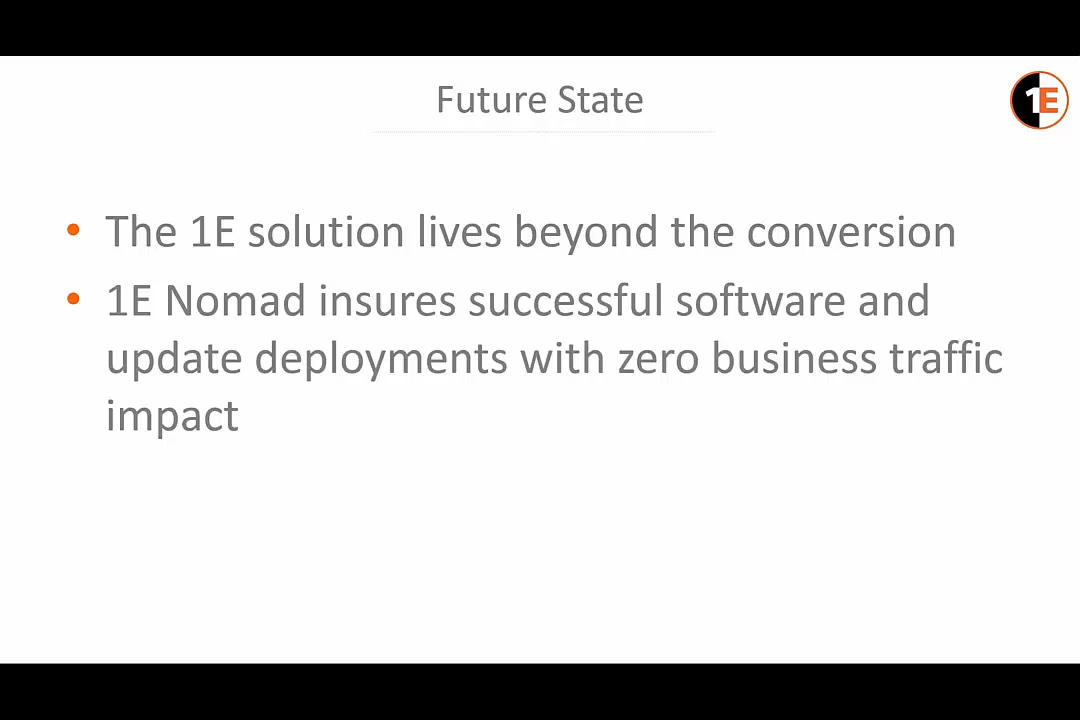 Future State
1E
• The 1E solution lives beyond the conversion
• 1E Nomad insures successful software and
update deployments with zero business traffic
impact